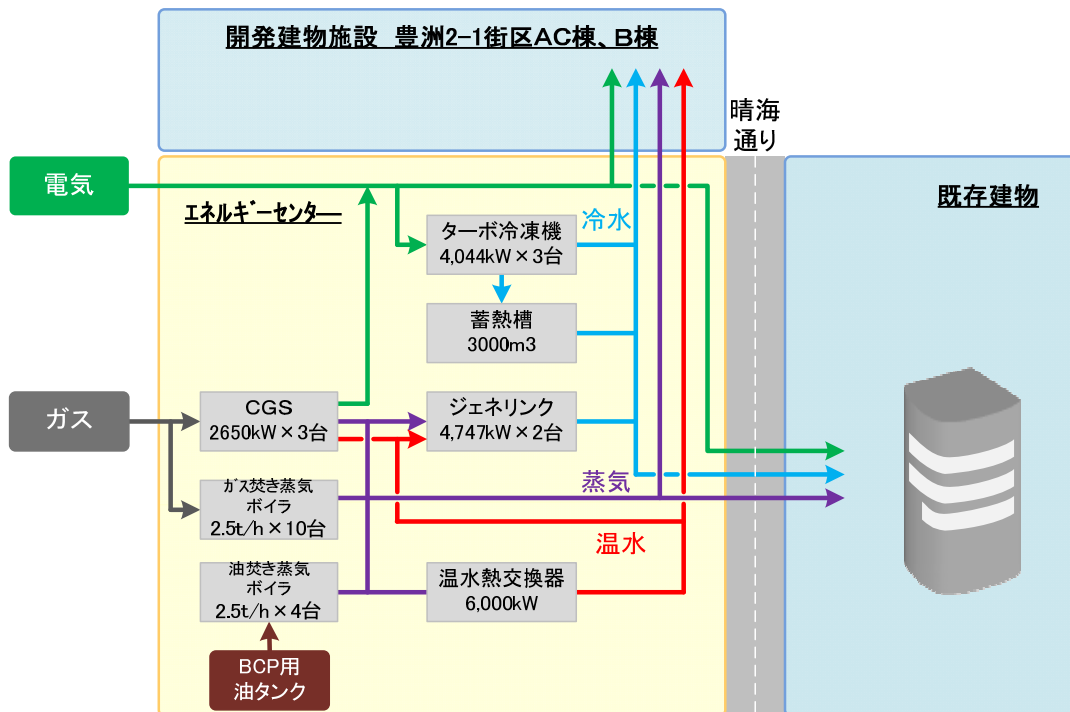 開発建物施設 豊洲2-1街区AC棟、B棟
晴海
通り
電気
エネルギーセンター
既存建物
冷水
ターボ冷凍機
4,044kW×3台
蓄熱槽
3000m3
ガス
CGS
2650kW×3台
ジェネリンク
4,747kW×2台
ガス焚き蒸気
ボイラ
2.5t/h×10台
蒸気
温水
油焚き蒸気
ボイラ
2.5t/h×4台
温水熱交換器
6,000kW
BCP用
油タンク